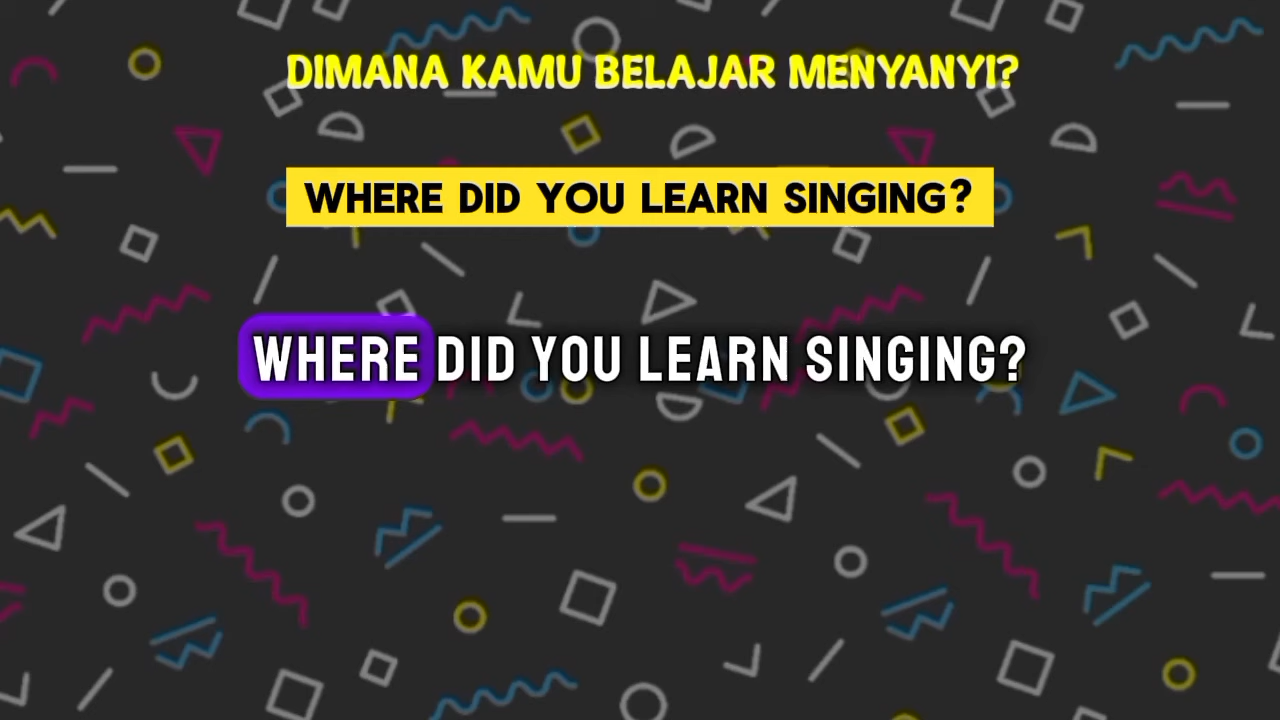 DIMANA KAMU BELAJAR MENYANYI?
WHERE DID YOU LEARN SINGING?
WHERE DID YOU LEARN SINGING?